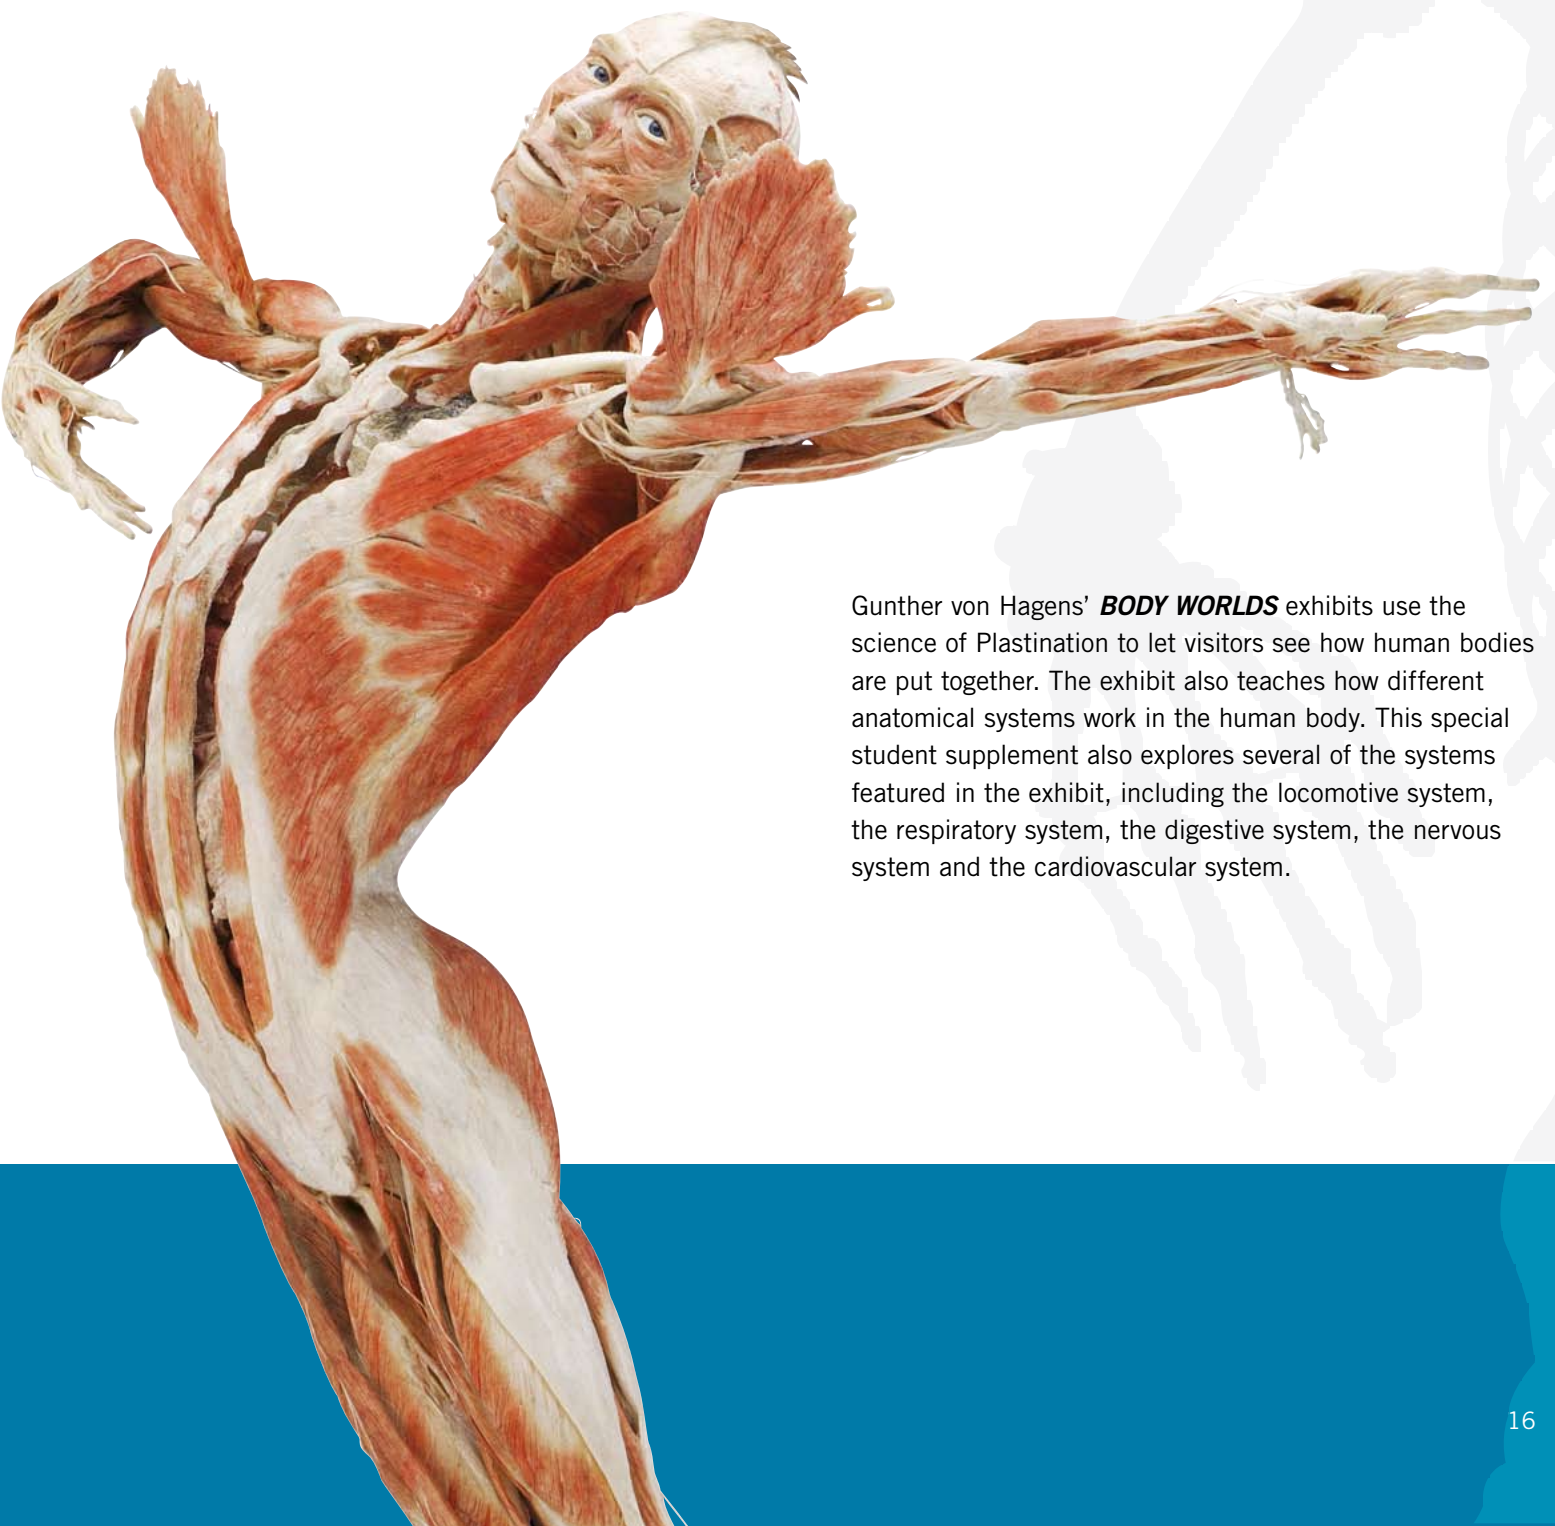 Gunther von Hagens’ BODY WORLDS exhibits use the
science of Plastination to let visitors see how human bodies
are put together. The exhibit also teaches how different
anatomical systems work in the human body. This special
student supplement also explores several of the systems
featured in the exhibit, including the locomotive system,
the respiratory system, the digestive system, the nervous
system and the cardiovascular system.
16